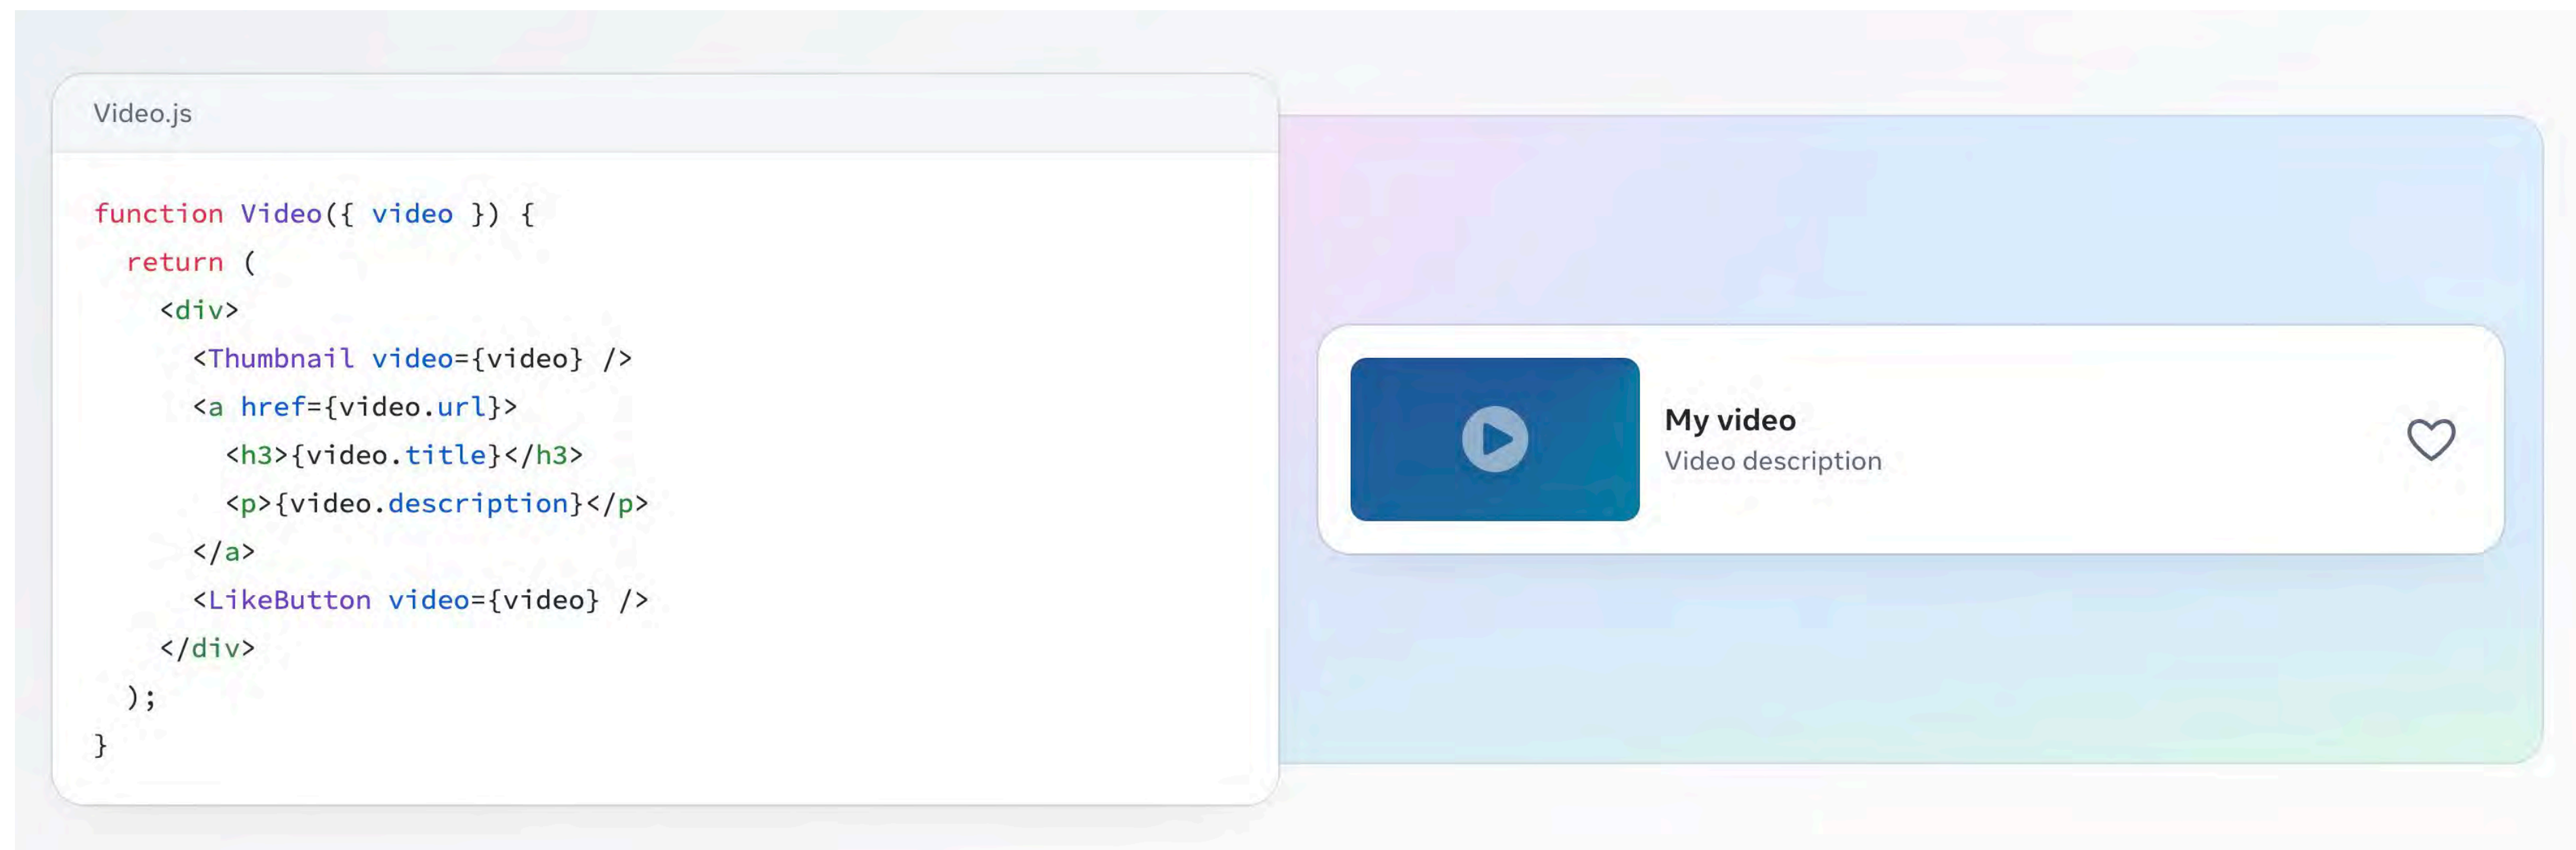 Video.js
function Video({ video }) {
  return (
    <div>
      <Thumbnail video={video} />
      <a href={video.url}>
        <h3>{video.title}</h3>
        <p>{video.description}</p>
      </a>
      <LikeButton video={video} />
    </div>
  );
}
My video
Video description